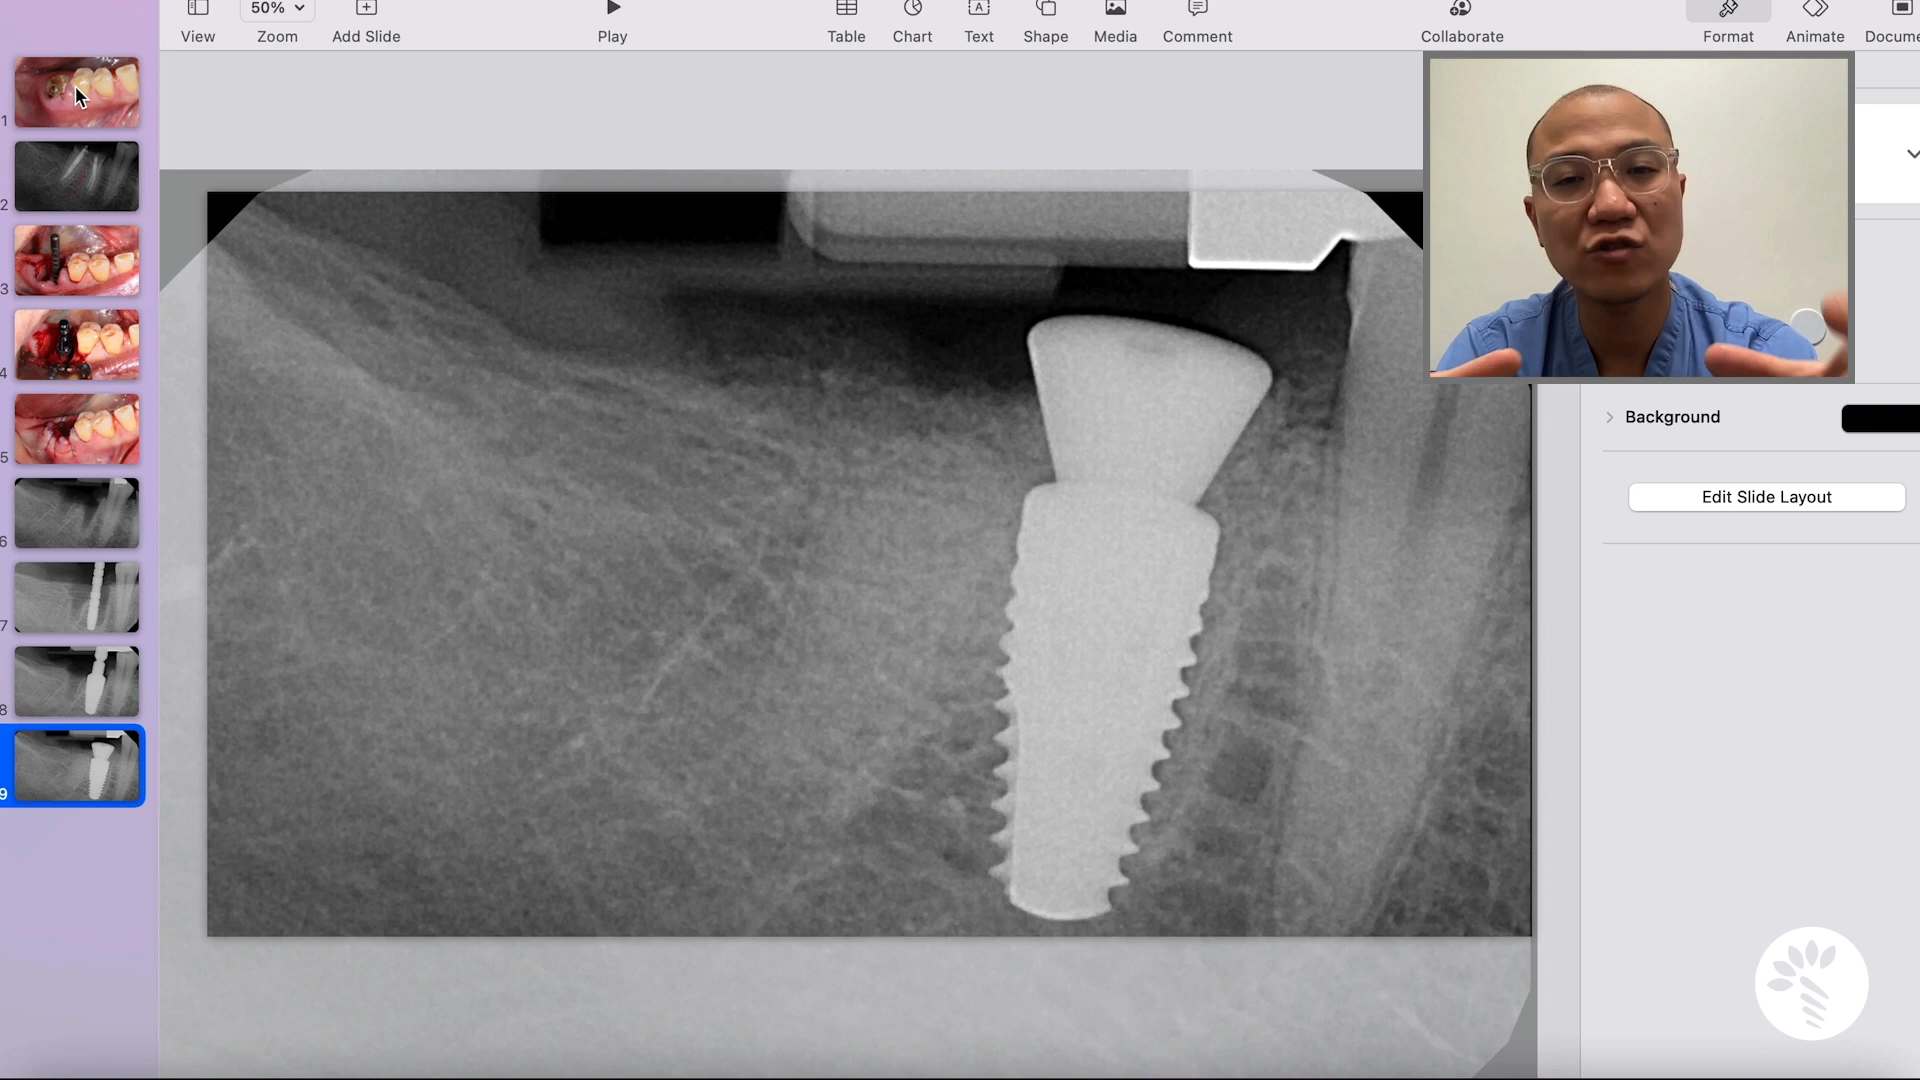 50%
View
Zoom
Add Slide
Play
Table
Chart
Text
Shape
Media
Comment
Collaborate
Format
Animate
Docume
1
2
3
4
5
6
7
8
9
Background
Edit Slide Layout